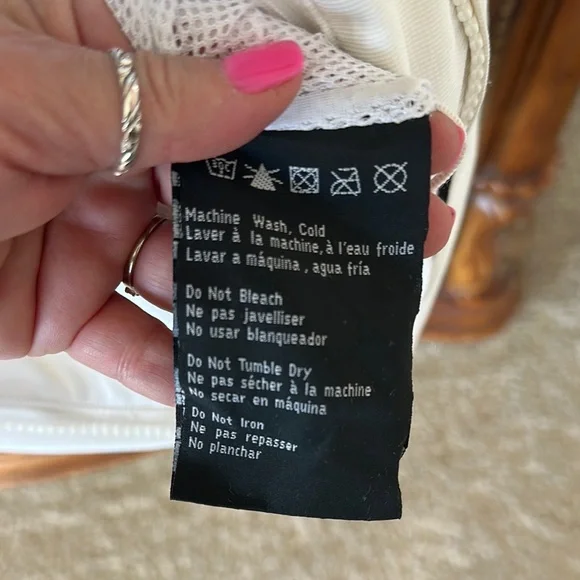 Machine Wash, Cold
Laver à la machine, à l'eau froide
Lavar a máquina, agua fría
Do Not Bleach
Ne pas javelliser
No usar blanqueador
Do Not Tumble Dry
Ne pas sécher à la machine
No secar en máquina
Do Not Iron
Ne pas repasser
No planchar